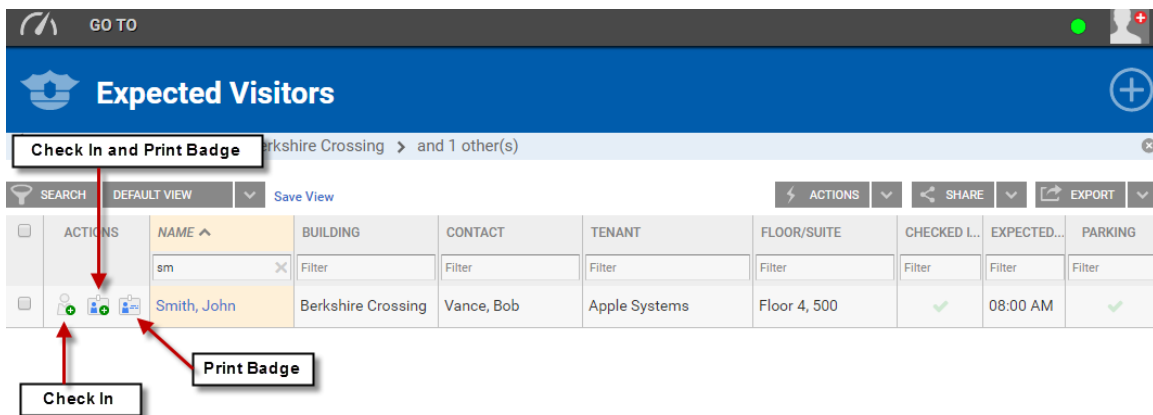 GO TO
Expected Visitors
Check In and Print Badge
rkshire Crossing > and 1 other(s)
SEARCH DEFAULT VIEW Save View ACTIONS SHARE EXPORT
ACTIONS NAME BUILDING CONTACT TENANT FLOOR/SUITE CHECKED I... EXPECTED... PARKING
sm Filter Filter Filter Filter Filter Filter Filter
Smith, John Berkshire Crossing Vance, Bob Apple Systems Floor 4, 500 08:00 AM
Print Badge
Check In